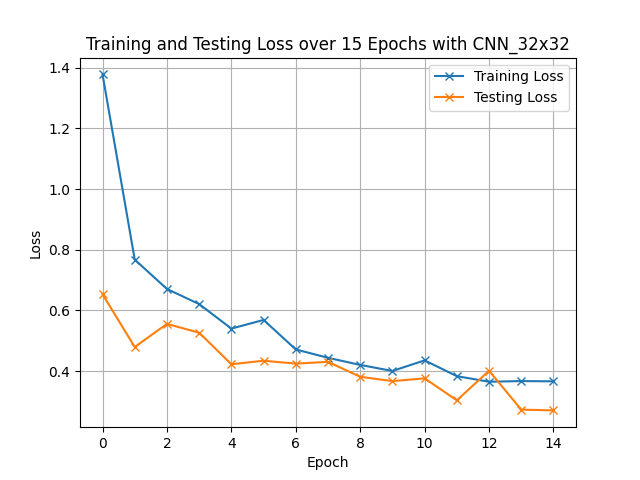 Training and Testing Loss over 15 Epochs with CNN_32x32
Training Loss
Testing Loss
1.4
1.2
1.0
0.8
0.6
0.4
Loss
0 2 4 6 8 10 12 14
Epoch